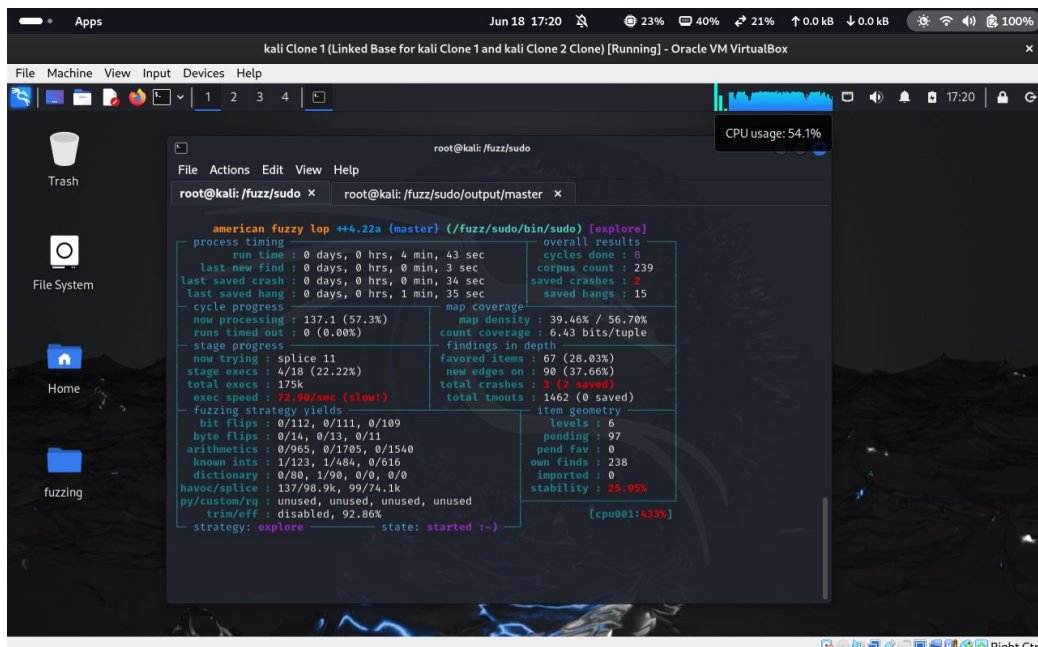 Apps Jun 18 17:20 23% 40% 21% ↑ 0.0 kB ↓ 0.0 kB 100%
kali Clone 1 (Linked Base for kali Clone 1 and kali Clone 2 Clone) [Running] - Oracle VM VirtualBox
File Machine View Input Devices Help
1 2 3 4 17:20
CPU usage: 54.1%
Trash
File System
Home
fuzzing
root@kali: /fuzz/sudo
File Actions Edit View Help
root@kali: /fuzz/sudo × root@kali: /fuzz/sudo/output/master ×
american fuzzy lop ++4.22a {master} (/fuzz/sudo/bin/sudo) [explore]
process timing overall results
run time : 0 days, 0 hrs, 4 min, 43 sec cycles done : 8
last new find : 0 days, 0 hrs, 0 min, 3 sec corpus count : 239
last saved crash : 0 days, 0 hrs, 0 min, 34 sec saved crashes : 2
last saved hang : 0 days, 0 hrs, 1 min, 35 sec saved hangs : 15
cycle progress map coverage
now processing : 137.1 (57.3%) map density : 39.46% / 56.70%
runs timed out : 0 (0.00%) count coverage : 6.43 bits/tuple
stage progress findings in depth
now trying : splice 11 favored items : 67 (28.03%)
stage execs : 4/18 (22.22%) new edges on : 90 (37.66%)
total execs : 175k total crashes : 3 (2 saved)
exec speed : 72.90/sec (slow!) total tmouts : 1462 (0 saved)
fuzzing strategy yields item geometry
bit flips : 0/112, 0/111, 0/109 levels : 6
byte flips : 0/14, 0/13, 0/11 pending : 97
arithmetics : 0/965, 0/1705, 0/1540 pend fav : 0
known ints : 1/123, 1/484, 0/616 own finds : 238
dictionary : 0/80, 1/90, 0/0, 0/0 imported : 0
havoc/splice : 137/98.9k, 99/74.1k stability : 25.95%
py/custom/rq : unused, unused, unused, unused
trim/eff : disabled, 92.86% [cpu001:433%]
strategy: explore state: started :-)
Right Ctr